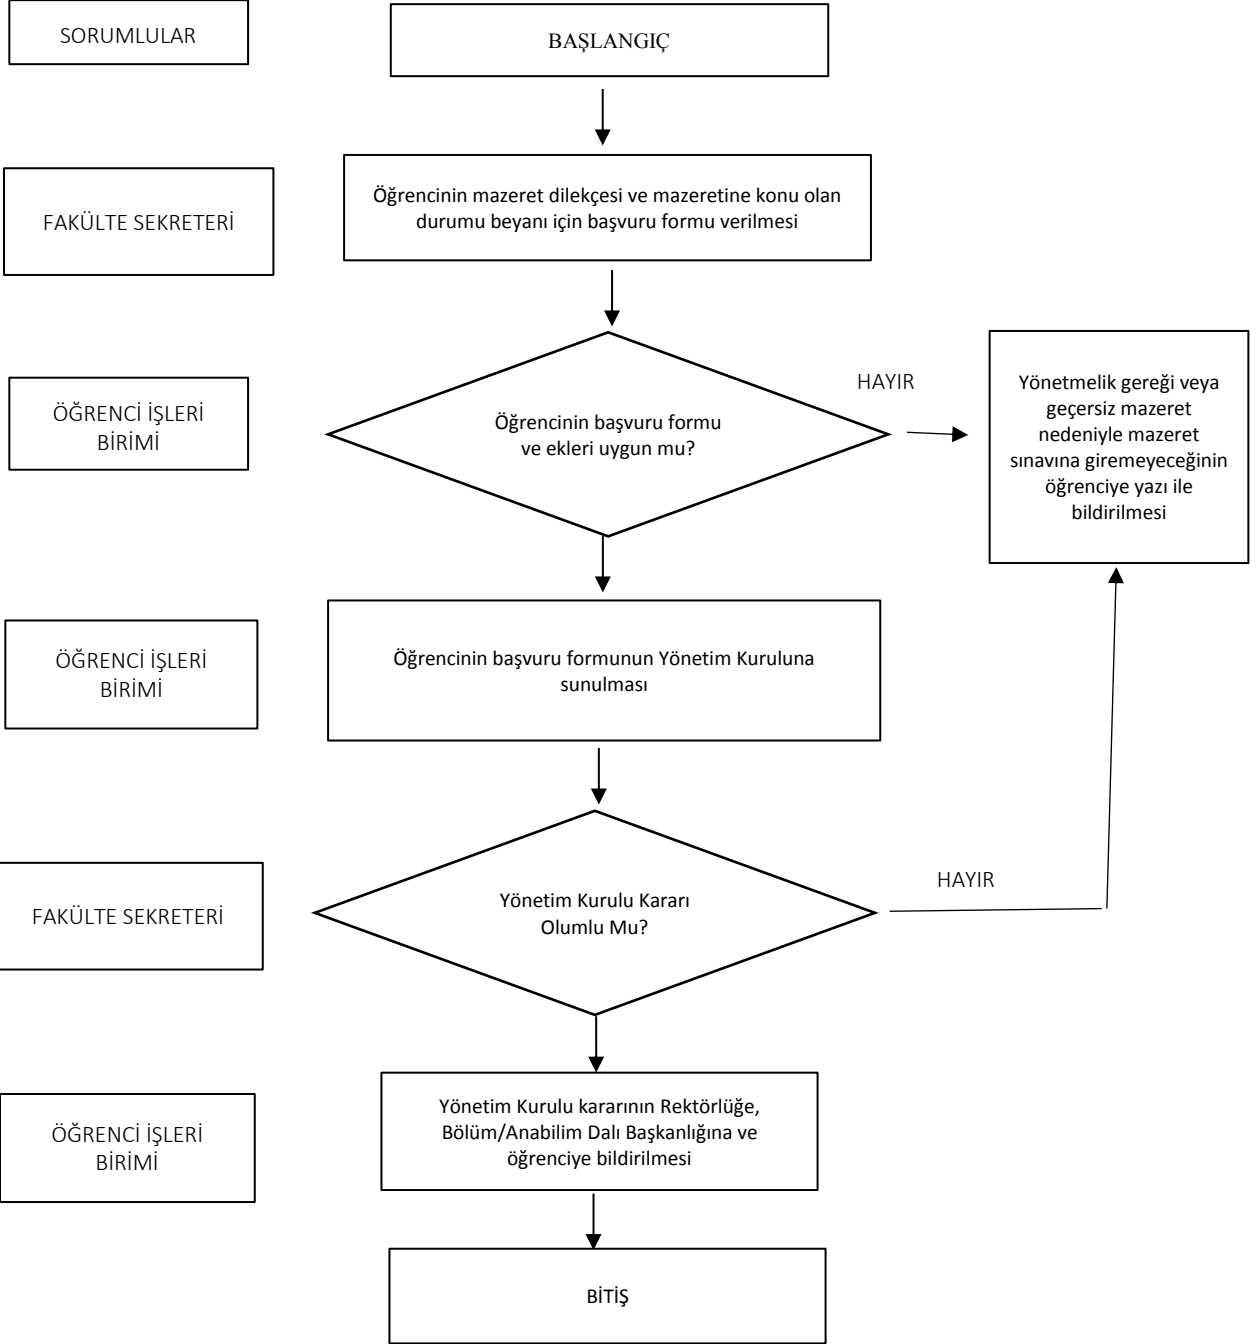 SORUMLULAR
BAŞLANGIÇ
FAKÜLTE SEKRETERİ
Öğrencinin mazeret dilekçesi ve mazeretine konu olan
durumu beyanı için başvuru formu verilmesi
ÖĞRENCİ İŞLERİ
BİRİMİ
Öğrencinin başvuru formu
ve ekleri uygun mu?
HAYIR
Yönetmelik gereği veya
geçersiz mazeret
nedeniyle mazeret
sınavına giremeyeceğinin
öğrenciye yazı ile
bildirilmesi
ÖĞRENCİ İŞLERİ
BİRİMİ
Öğrencinin başvuru formunun Yönetim Kuruluna
sunulması
FAKÜLTE SEKRETERİ
Yönetim Kurulu Kararı
Olumlu Mu?
HAYIR
ÖĞRENCİ İŞLERİ
BİRİMİ
Yönetim Kurulu kararının Rektörlüğe,
Bölüm/Anabilim Dalı Başkanlığına ve
öğrenciye bildirilmesi
BİTİŞ